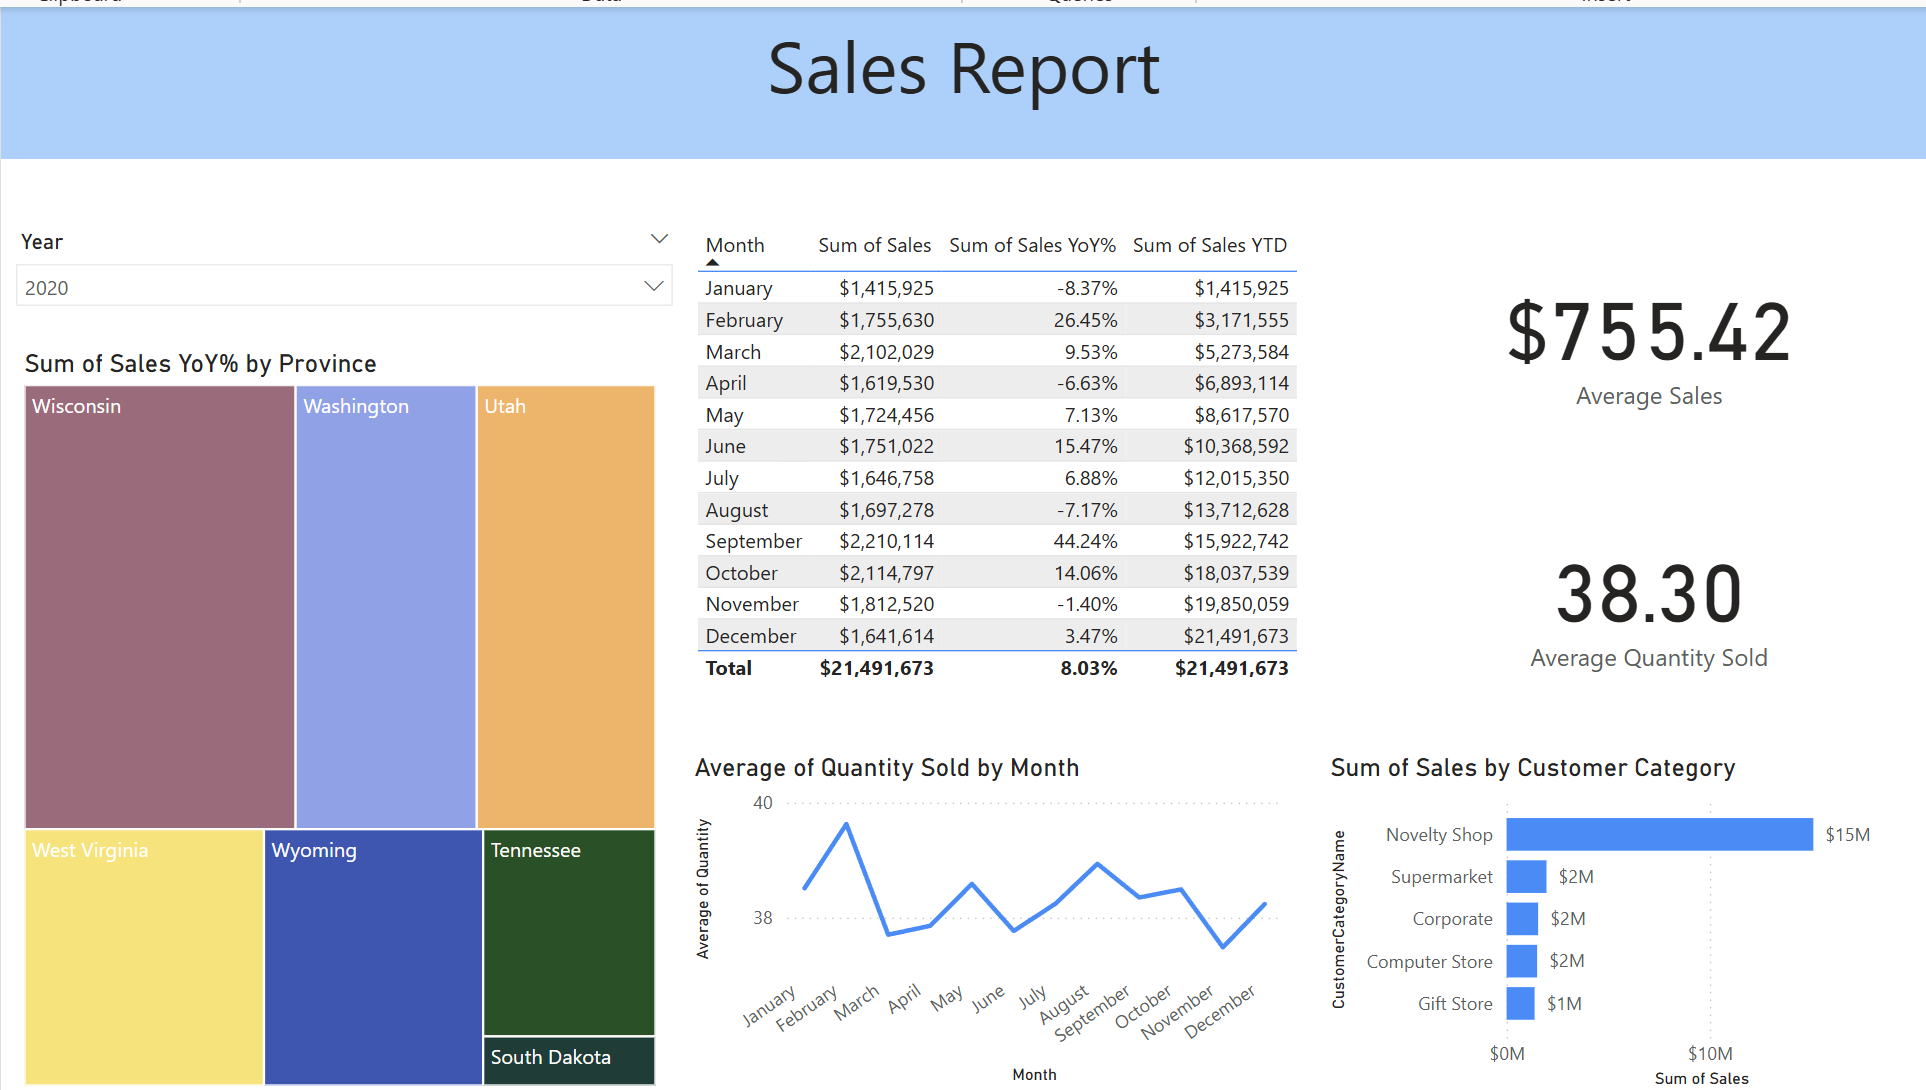 Clipboard Data Queries Insert
Sales Report
Year
2020
Sum of Sales YoY% by Province
Wisconsin
Washington
Utah
West Virginia
Wyoming
Tennessee
South Dakota
Month Sum of Sales Sum of Sales YoY% Sum of Sales YTD
January $1,415,925 -8.37% $1,415,925
February $1,755,630 26.45% $3,171,555
March $2,102,029 9.53% $5,273,584
April $1,619,530 -6.63% $6,893,114
May $1,724,456 7.13% $8,617,570
June $1,751,022 15.47% $10,368,592
July $1,646,758 6.88% $12,015,350
August $1,697,278 -7.17% $13,712,628
September $2,210,114 44.24% $15,922,742
October $2,114,797 14.06% $18,037,539
November $1,812,520 -1.40% $19,850,059
December $1,641,614 3.47% $21,491,673
Total $21,491,673 8.03% $21,491,673
$755.42
Average Sales
38.30
Average Quantity Sold
Average of Quantity Sold by Month
Average of Quantity
40
38
January
February
March
April
May
June
July
August
September
October
November
December
Month
Sum of Sales by Customer Category
CustomerCategoryName
Novelty Shop $15M
Supermarket $2M
Corporate $2M
Computer Store $2M
Gift Store $1M
$0M $10M
Sum of Sales